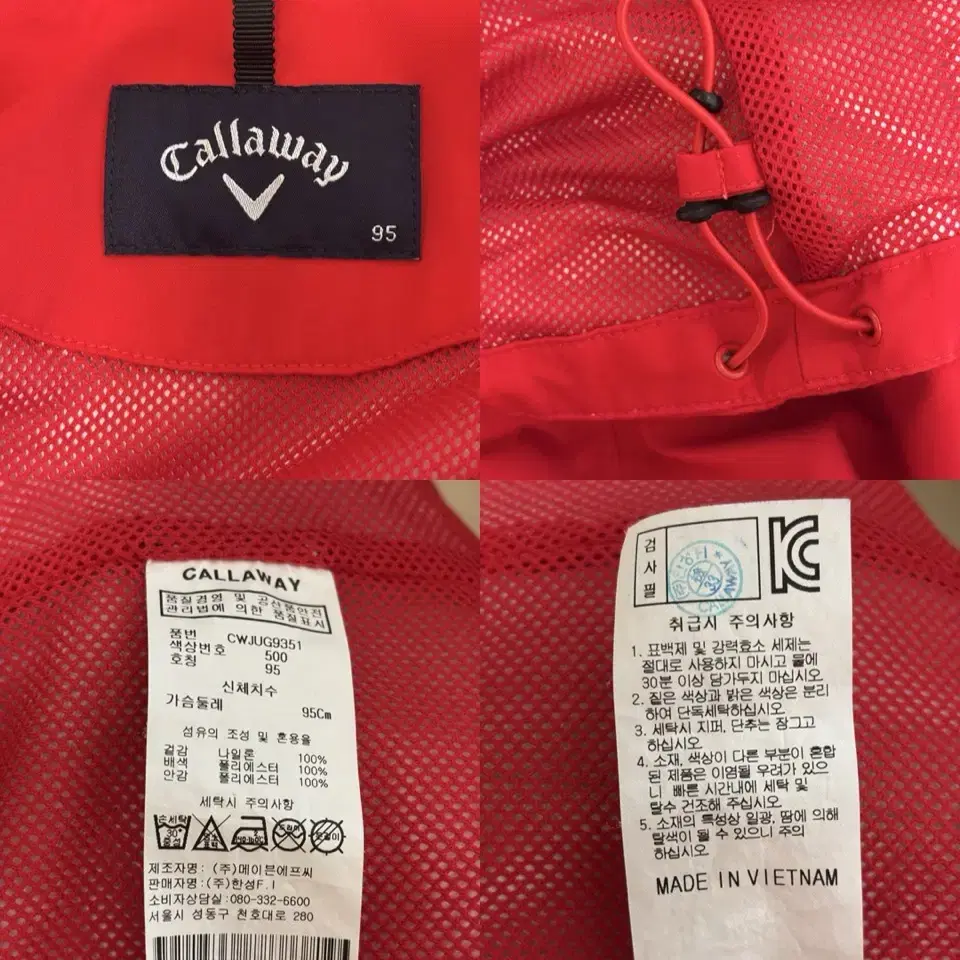 Callaway
95
CALLAWAY
품질경영 및 공산품안전
관리법에 의한 품질표시
품번 CWJUG9351
색상번호 500
호칭 95
신체치수
가슴둘레 95Cm
섬유의 조성 및 혼용율
겉감 나일론 100%
배색 폴리에스터 100%
안감 폴리에스터 100%
세탁시 주의사항
손세탁
30°
중성
드라이
제조자명: (주)메이븐에프씨
판매자명: (주)한성F.I
소비자상담실: 080-332-6600
서울시 성동구 천호대로 280
검
사
필
취급시 주의사항
1. 표백제 및 강력효소 세제는
절대로 사용하지 마시고 물에
30분 이상 담가두지 마십시오.
2. 짙은 색상과 밝은 색상은 분리
하여 단독세탁하십시오.
3. 세탁시 지퍼, 단추는 장그고
하십시오.
4. 소재, 색상이 다른 부분이 혼합
된 제품은 이염될 우려가 있으
니 빠른 시간내에 세탁 및
탈수 건조해 주십시오.
5. 소재의 특성상 일광, 땀에 의해
탈색이 될 수 있으니 주의
하십시오
MADE IN VIETNAM